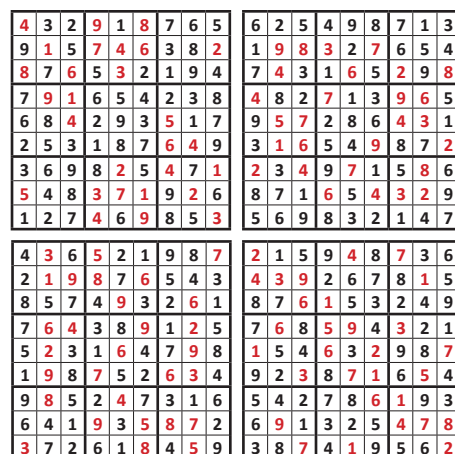 4 3 2 9 1 8 7 6 5
9 1 5 7 4 6 3 8 2
8 7 6 5 3 2 1 9 4
7 9 1 6 5 4 2 3 8
6 8 4 2 9 3 5 1 7
2 5 3 1 8 7 6 4 9
3 6 9 8 2 5 4 7 1
5 4 8 3 7 1 9 2 6
1 2 7 4 6 9 8 5 3
6 2 5 4 9 8 7 1 3
1 9 8 3 2 7 6 5 4
7 4 3 1 6 5 2 9 8
4 8 2 7 1 3 9 6 5
9 5 7 2 8 6 4 3 1
3 1 6 5 4 9 8 7 2
2 3 4 9 7 1 5 8 6
8 7 1 6 5 4 3 2 9
5 6 9 8 3 2 1 4 7
4 3 6 5 2 1 9 8 7
2 1 9 8 7 6 5 4 3
8 5 7 4 9 3 2 6 1
7 6 4 3 8 9 1 2 5
5 2 3 1 6 4 7 9 8
1 9 8 7 5 2 6 3 4
9 8 5 2 4 7 3 1 6
6 4 1 9 3 5 8 7 2
3 7 2 6 1 8 4 5 9
2 1 5 9 4 8 7 3 6
4 3 9 2 6 7 8 1 5
8 7 6 1 5 3 2 4 9
7 6 8 5 9 4 3 2 1
1 5 4 6 3 2 9 8 7
9 2 3 8 7 1 6 5 4
5 4 2 7 8 6 1 9 3
6 9 1 3 2 5 4 7 8
3 8 7 4 1 9 5 6 2